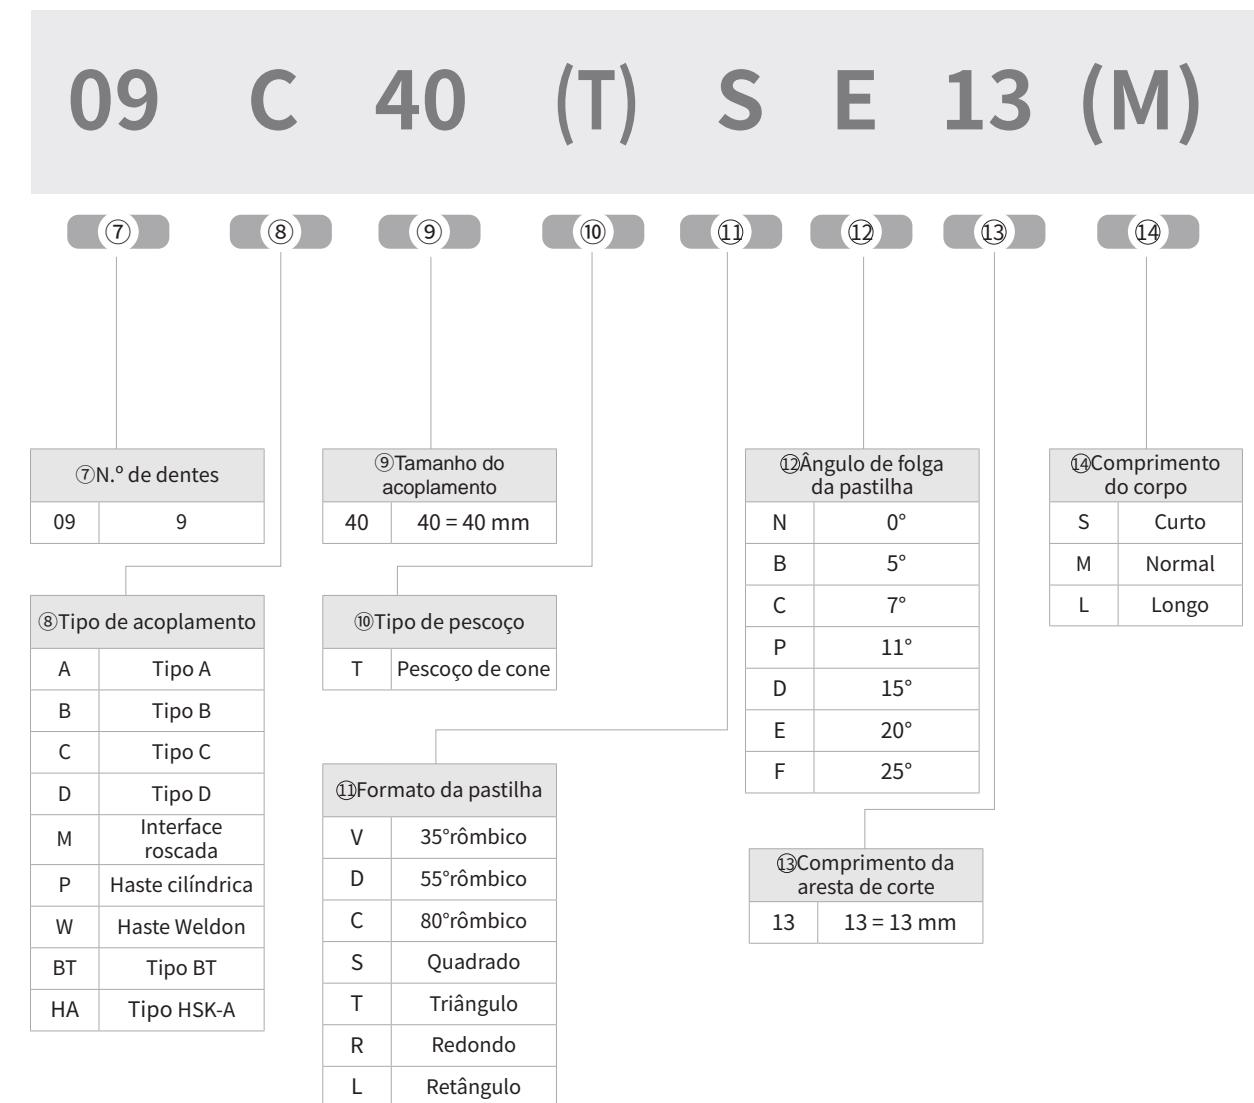 09 C 40 (T) S E 13 (M)
⑦ ⑧ ⑨ ⑩ ⑪ ⑫ ⑬ ⑭
⑦N.º de dentes
09 9
⑧Tipo de acoplamento
A Tipo A
B Tipo B
C Tipo C
D Tipo D
M Interface
roscada
P Haste cilíndrica
W Haste Weldon
BT Tipo BT
HA Tipo HSK-A
⑨Tamanho do
acoplamento
40 40 = 40 mm
⑩Tipo de pescoço
T Pescoço de cone
⑪Formato da pastilha
V 35°rômbico
D 55°rômbico
C 80°rômbico
S Quadrado
T Triângulo
R Redondo
L Retângulo
⑫Ângulo de folga
da pastilha
N 0°
B 5°
C 7°
P 11°
D 15°
E 20°
F 25°
⑬Comprimento da
aresta de corte
13 13 = 13 mm
⑭Comprimento
do corpo
S Curto
M Normal
L Longo